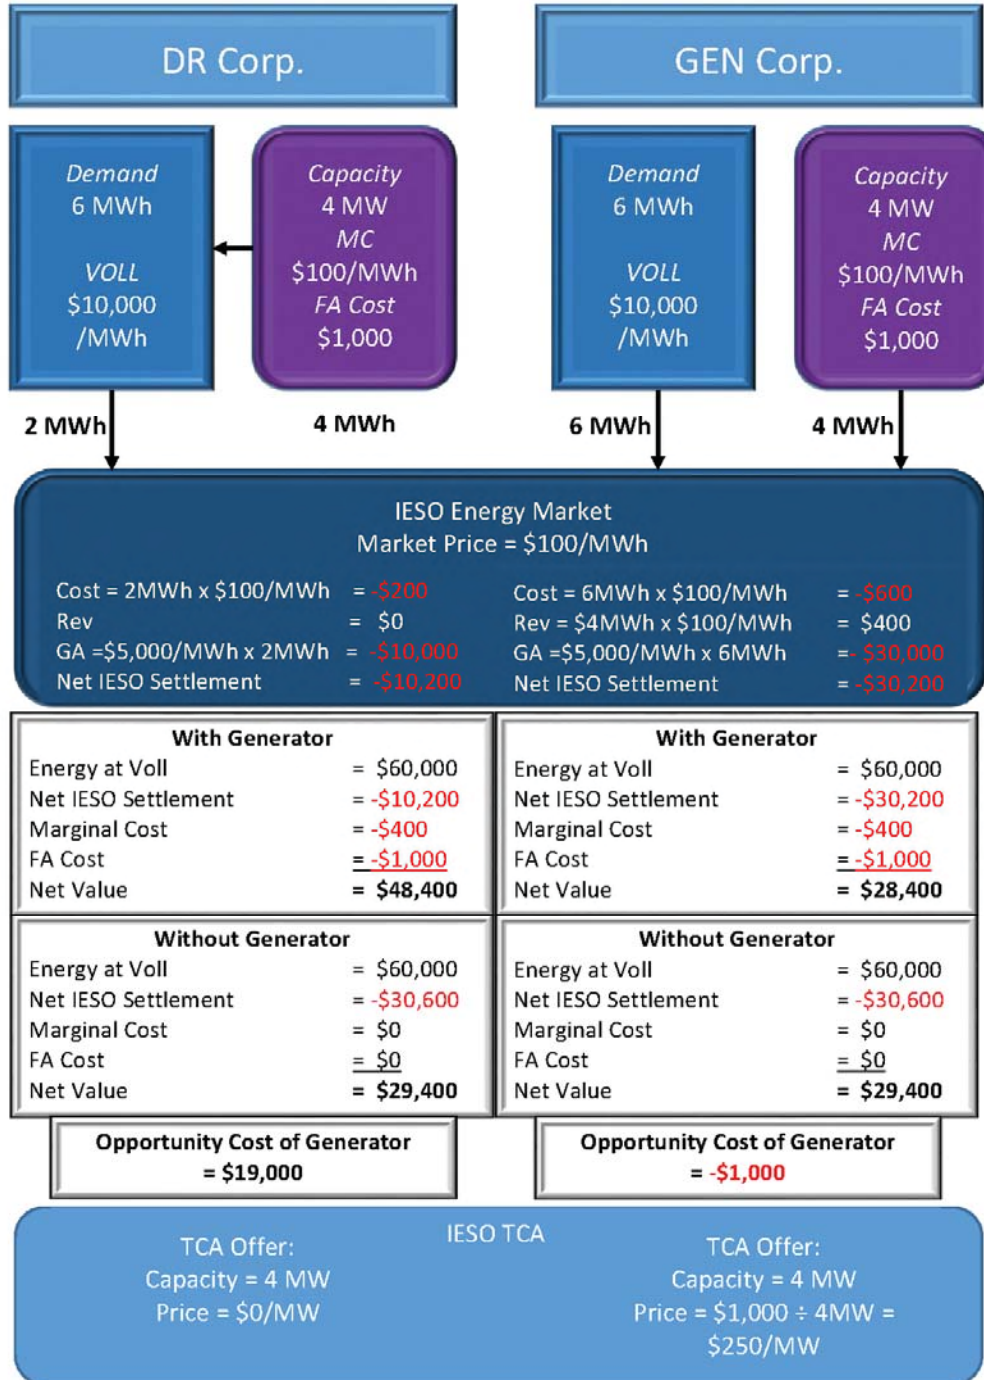 DR Corp.
GEN Corp.
Demand
6 MWh
VOLL
$10,000
/MWh
Capacity
4 MW
MC
$100/MWh
FA Cost
$1,000
Demand
6 MWh
VOLL
$10,000
/MWh
Capacity
4 MW
MC
$100/MWh
FA Cost
$1,000
2 MWh
4 MWh
6 MWh
4 MWh
IESO Energy Market
Market Price = $100/MWh
Cost = 2MWh x $100/MWh = -$200
Rev = $0
GA =$5,000/MWh x 2MWh = -$10,000
Net IESO Settlement = -$10,200
Cost = 6MWh x $100/MWh = -$600
Rev = $4MWh x $100/MWh = $400
GA =$5,000/MWh x 6MWh =- $30,000
Net IESO Settlement = -$30,200
With Generator
Energy at Voll = $60,000
Net IESO Settlement = -$10,200
Marginal Cost = -$400
FA Cost = -$1,000
Net Value = $48,400
With Generator
Energy at Voll = $60,000
Net IESO Settlement = -$30,200
Marginal Cost = -$400
FA Cost = -$1,000
Net Value = $28,400
Without Generator
Energy at Voll = $60,000
Net IESO Settlement = -$30,600
Marginal Cost = $0
FA Cost = $0
Net Value = $29,400
Without Generator
Energy at Voll = $60,000
Net IESO Settlement = -$30,600
Marginal Cost = $0
FA Cost = $0
Net Value = $29,400
Opportunity Cost of Generator
= $19,000
Opportunity Cost of Generator
= -$1,000
IESO TCA
TCA Offer:
Capacity = 4 MW
Price = $0/MW
TCA Offer:
Capacity = 4 MW
Price = $1,000 ÷ 4MW =
$250/MW